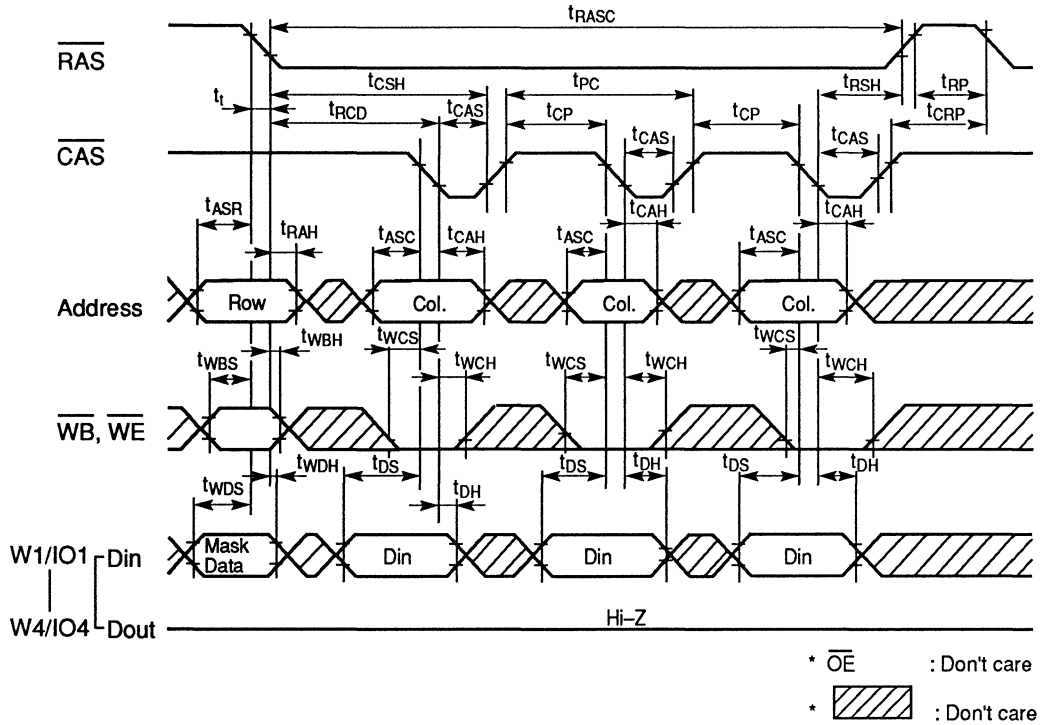 tRASC
RAS
tCSH
tPC
tRSH
tRP
tt
tRCD
tCAS
tCP
tCP
tCRP
CAS
tCAS
tCAS
tASR
tRAH
tASC
tCAH
tASC
tCAH
tASC
tCAH
Address
Row
Col.
Col.
Col.
tWBS
tWBH
tWCS
tWCH
tWCS
tWCH
tWCS
tWCH
WB, WE
tWDS
tWDH
tDS
tDH
tDS
tDH
tDS
tDH
W1/IO1
Din
Mask
Data
Din
Din
Din
W4/IO4
Dout
Hi–Z
* OE : Don't care
* : Don't care